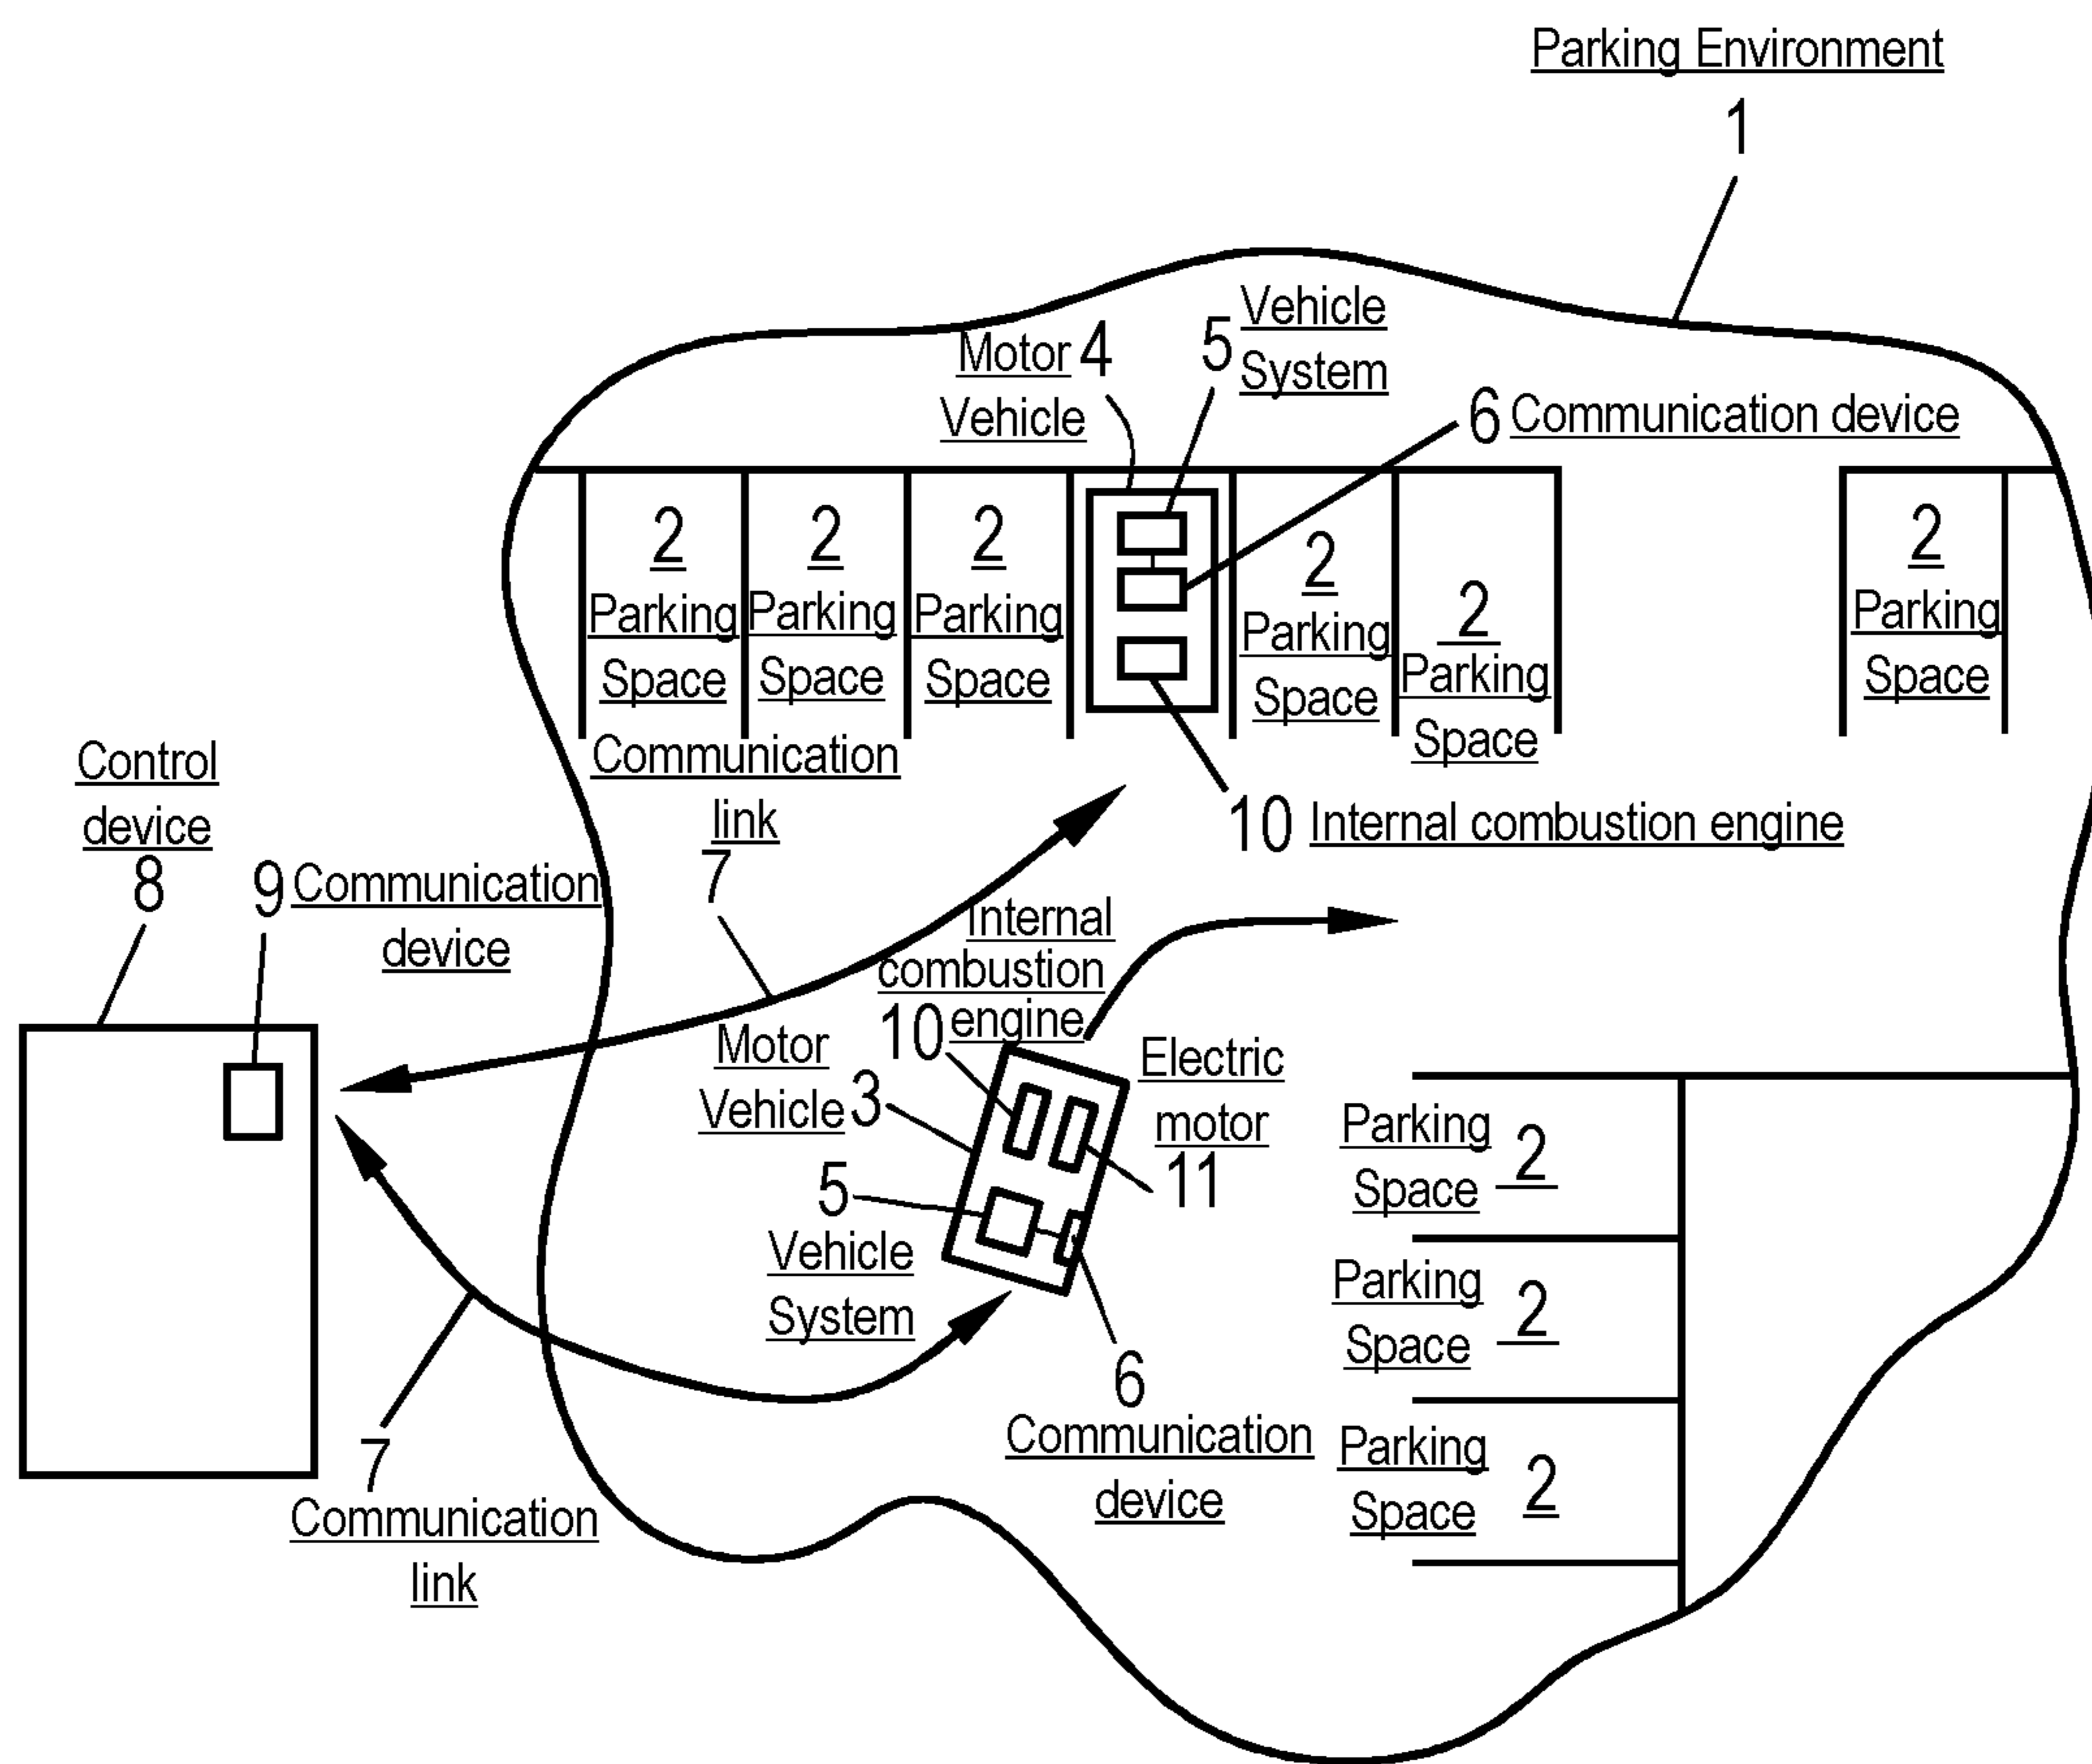 Parking Environment
1
Vehicle
Motor 4
5
System
Vehicle
6 Communication device
2
2
2
2
2
2
Parking
Parking
Parking
Parking
Parking
Parking
Space
Space
Space
Space
Space
Space
Communication
link
7
10 Internal combustion engine
Control
device
8
9 Communication
device
Internal
combustion
10 engine
Motor
Vehicle 3
Electric
motor
11
5
Vehicle
System
6
Communication
device
7
Communication
link
Parking
Space
2
Parking
Space
2
Parking
Space
2